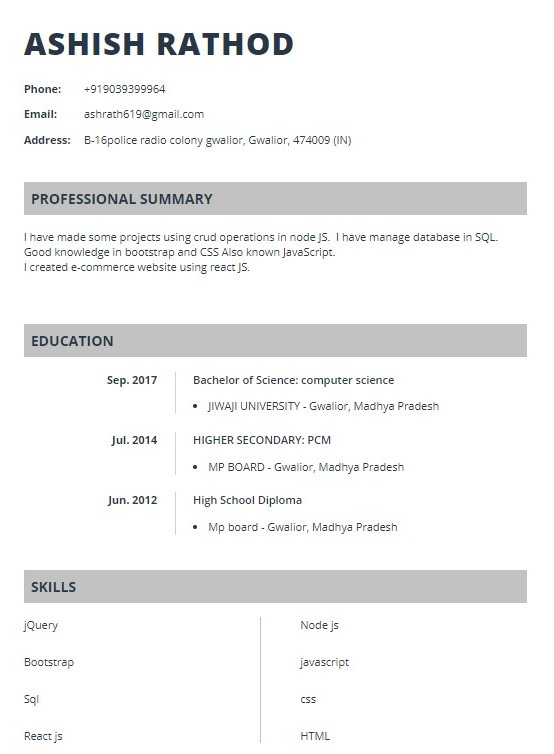 ASHISH RATHOD
Phone: +919039399964
Email: ashrath619@gmail.com
Address: B-16police radio colony gwalior, Gwalior, 474009 (IN)
PROFESSIONAL SUMMARY
I have made some projects using crud operations in node JS.  I have manage database in SQL.
Good knowledge in bootstrap and CSS Also known JavaScript.
I created e-commerce website using react JS.
EDUCATION
Sep. 2017 Bachelor of Science: computer science
• JIWAJI UNIVERSITY - Gwalior, Madhya Pradesh
Jul. 2014 HIGHER SECONDARY: PCM
• MP BOARD - Gwalior, Madhya Pradesh
Jun. 2012 High School Diploma
• Mp board - Gwalior, Madhya Pradesh
SKILLS
jQuery
Bootstrap
Sql
React js
Node js
javascript
css
HTML